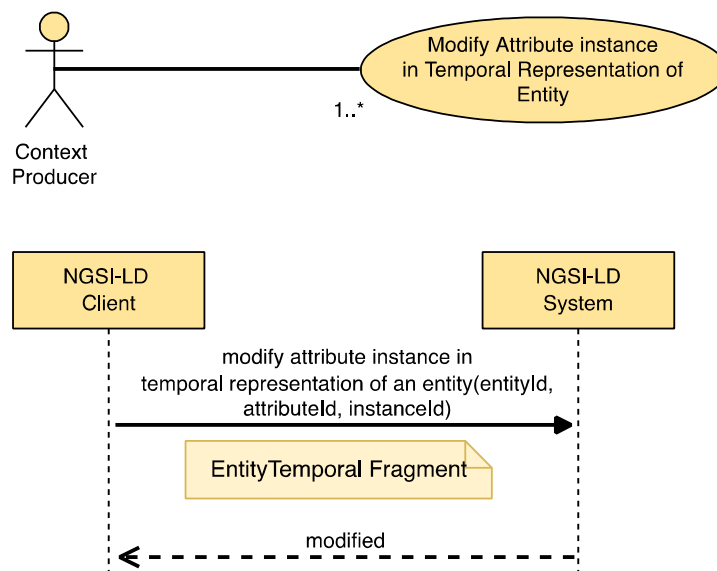 Modify Attribute instance
in Temporal Representation of
Entity
1..*
Context
Producer
NGSI-LD
Client
NGSI-LD
System
modify attribute instance in
temporal representation of an entity(entityId,
attributeId, instanceId)
EntityTemporal Fragment
modified